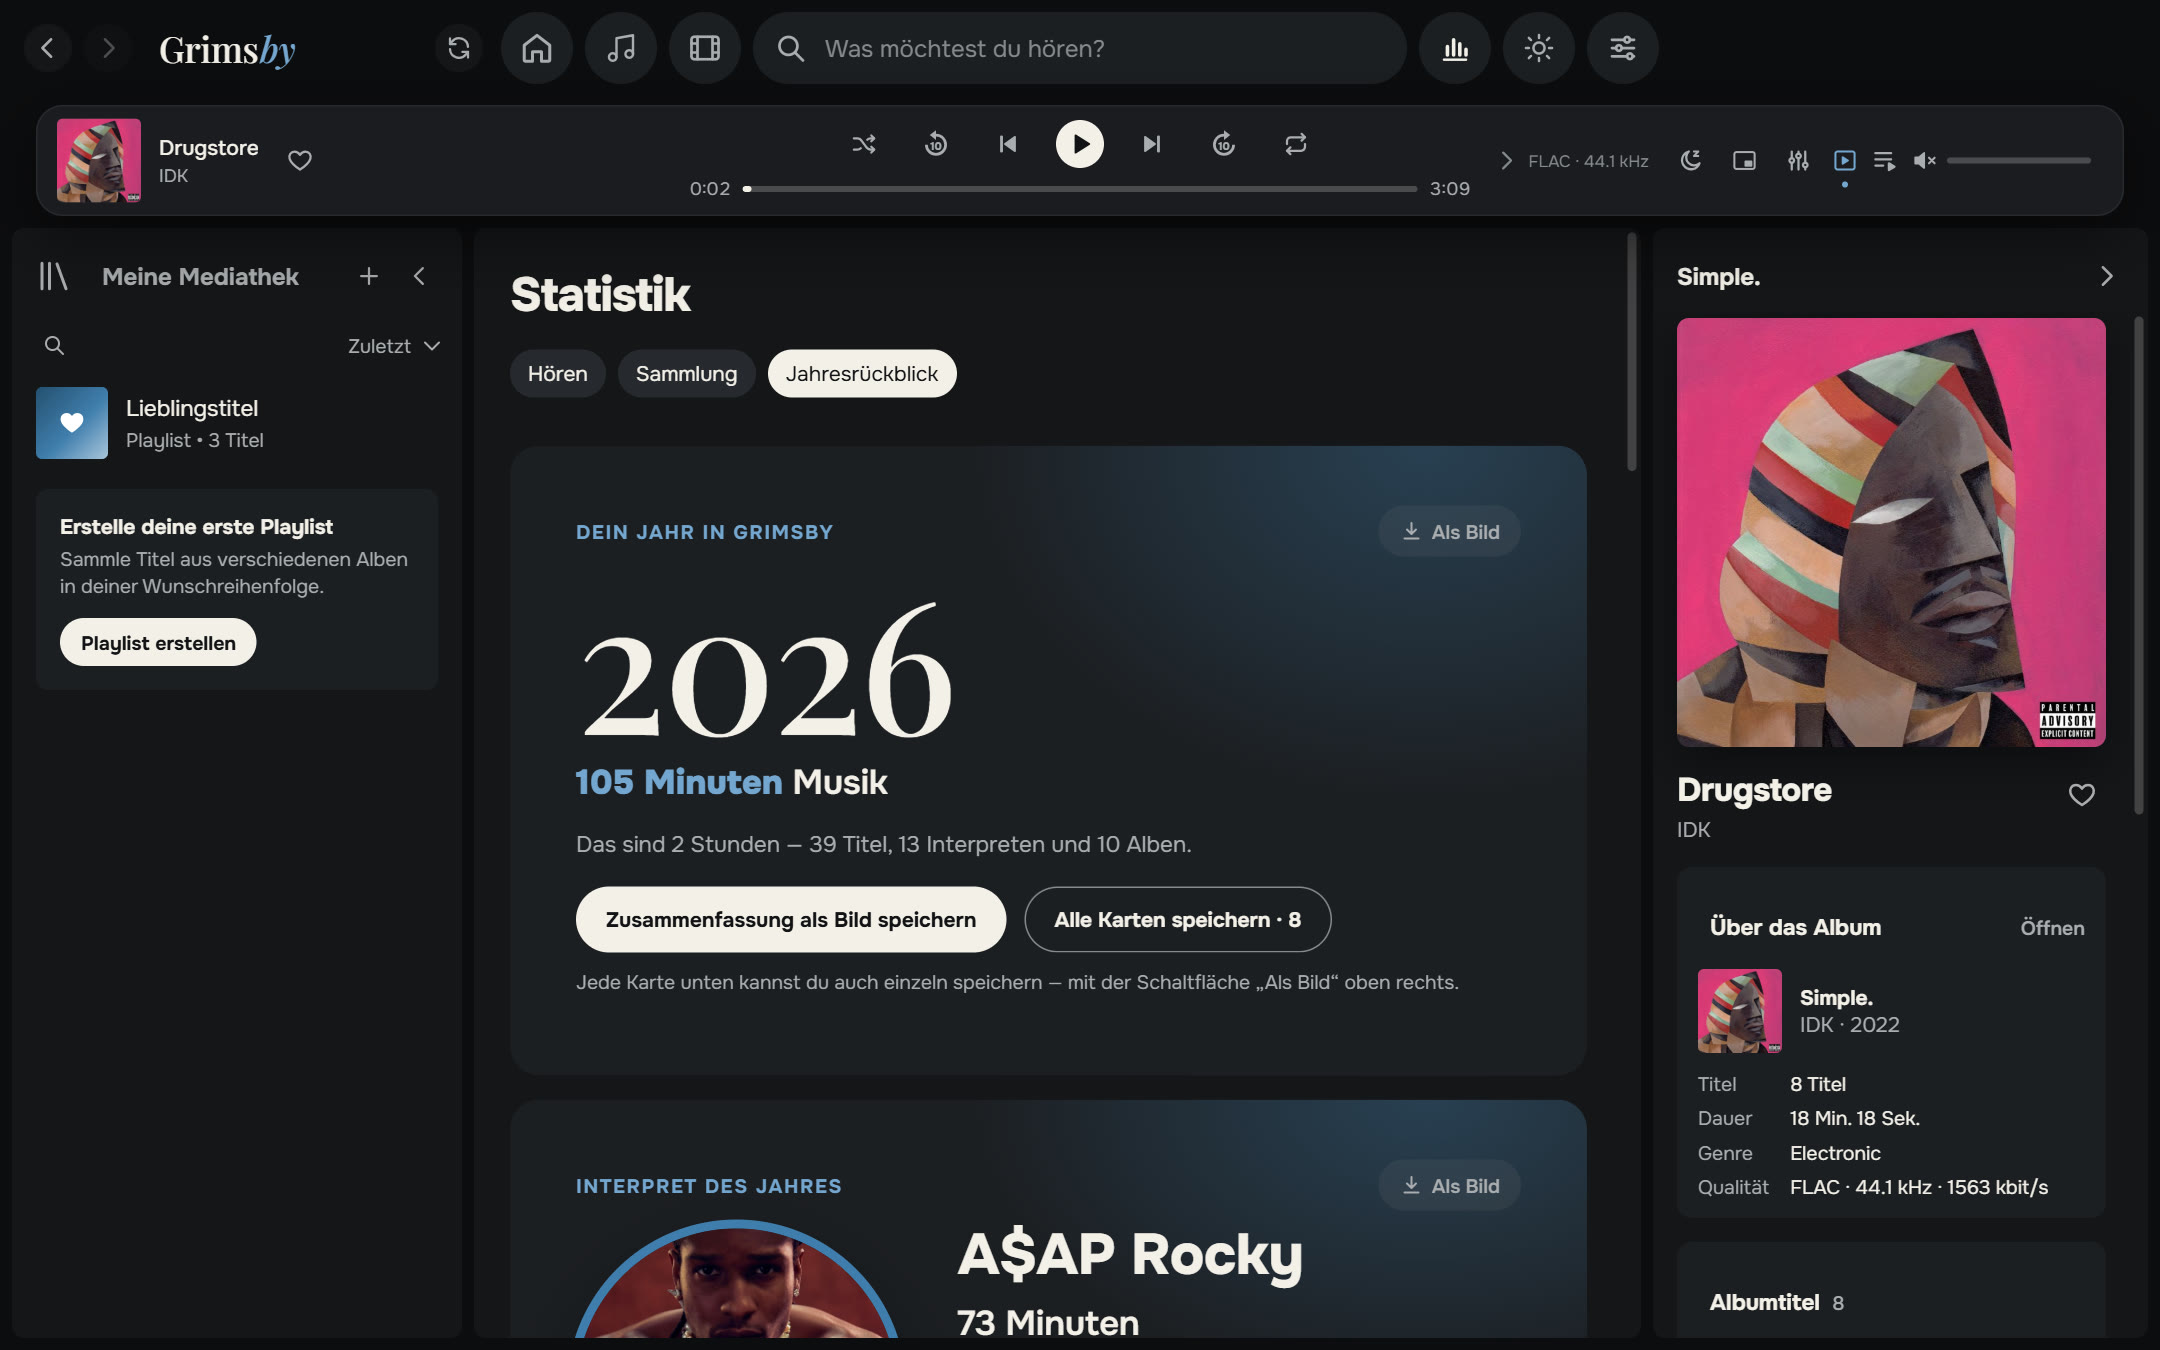 Grimsby
Was möchtest du hören?
Drugstore
IDK
10
10
0:02
3:09
FLAC · 44.1 kHz
Meine Mediathek
Zuletzt
Lieblingstitel
Playlist • 3 Titel
Erstelle deine erste Playlist
Sammle Titel aus verschiedenen Alben
in deiner Wunschreihenfolge.
Playlist erstellen
Statistik
Hören
Sammlung
Jahresrückblick
DEIN JAHR IN GRIMSBY
Als Bild
2026
105 Minuten Musik
Das sind 2 Stunden — 39 Titel, 13 Interpreten und 10 Alben.
Zusammenfassung als Bild speichern
Alle Karten speichern · 8
Jede Karte unten kannst du auch einzeln speichern — mit der Schaltfläche „Als Bild“ oben rechts.
INTERPRET DES JAHRES
Als Bild
A$AP Rocky
73 Minuten
Simple.
PARENTAL
ADVISORY
EXPLICIT CONTENT
Drugstore
IDK
Über das Album
Öffnen
Simple.
IDK · 2022
Titel 8 Titel
Dauer 18 Min. 18 Sek.
Genre Electronic
Qualität FLAC · 44.1 kHz · 1563 kbit/s
Albumtitel 8